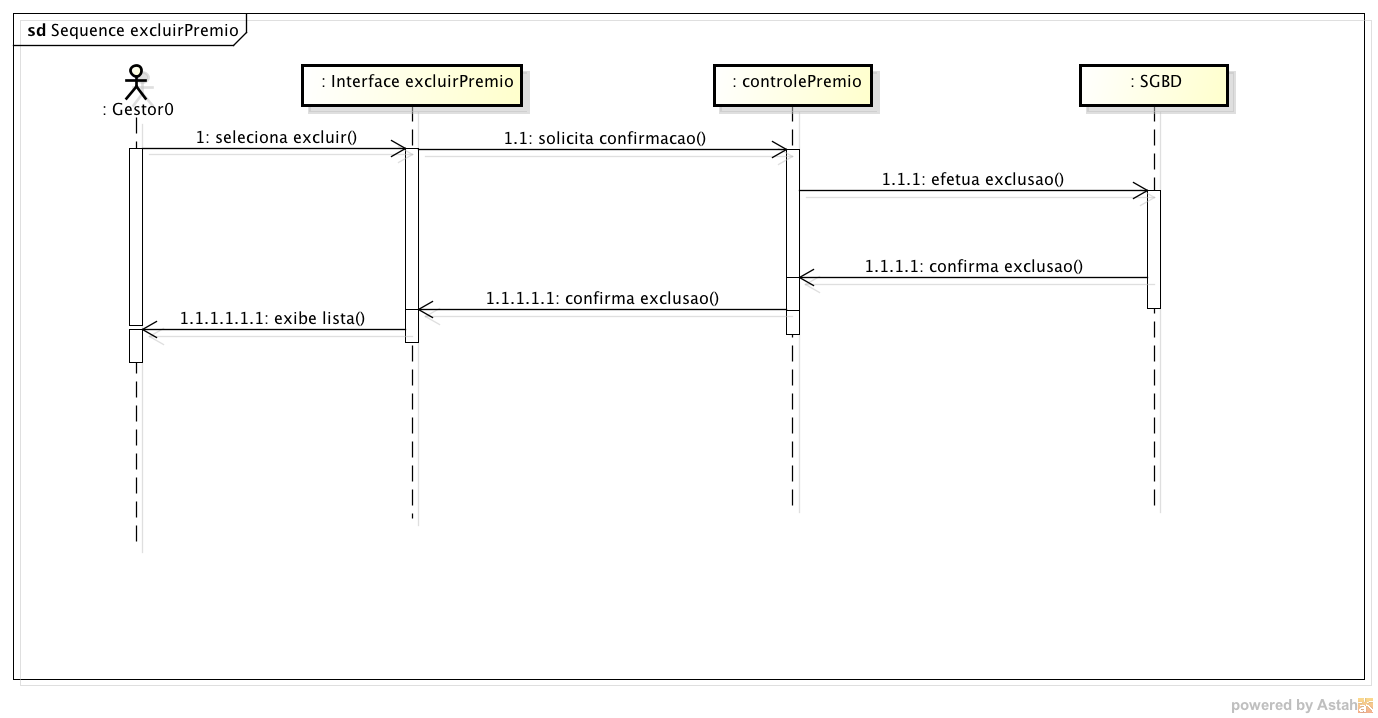 sd Sequence excluirPremio
: Gestor0
: Interface excluirPremio
: controlePremio
: SGBD
1: seleciona excluir()
1.1: solicita confirmacao()
1.1.1: efetua exclusao()
1.1.1.1: confirma exclusao()
1.1.1.1.1: confirma exclusao()
1.1.1.1.1.1: exibe lista()
powered by Astah